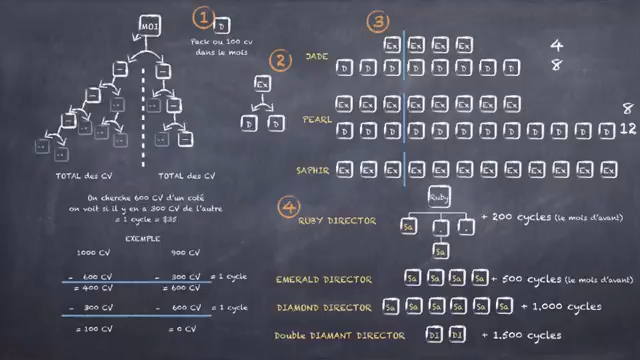 MOI
1
D
Pack ou 100 cv
dans le mois
2
Ex
D D
TOTAL des CV TOTAL des CV
On cherche 600 CV d'un coté
on voit si il y en a 300 CV de l'autre
= 1 cycle = $35
EXEMPLE
1000 CV 900 CV
- 600 CV - 300 CV = 1 cycle
= 400 CV = 600 CV
- 300 CV - 600 CV = 1 cycle
= 100 CV = 0 CV
3
Ex Ex Ex Ex 4
JADE
D D D D D D D D 8
Ex Ex Ex Ex Ex Ex Ex Ex 8
PEARL
D D D D D D D D D D D D 12
SAPHIR Ex Ex Ex Ex Ex Ex Ex Ex Ex Ex Ex Ex
4
Ruby
RUBY DIRECTOR Sa . . + 200 cycles (le mois d'avant)
Sa
EMERALD DIRECTOR Sa Sa Sa Sa + 500 cycles (le mois d'avant)
DIAMOND DIRECTOR Sa Sa Sa Sa Sa Sa + 1,000 cycles
Double DIAMANT DIRECTOR DI DI + 1.500 cycles